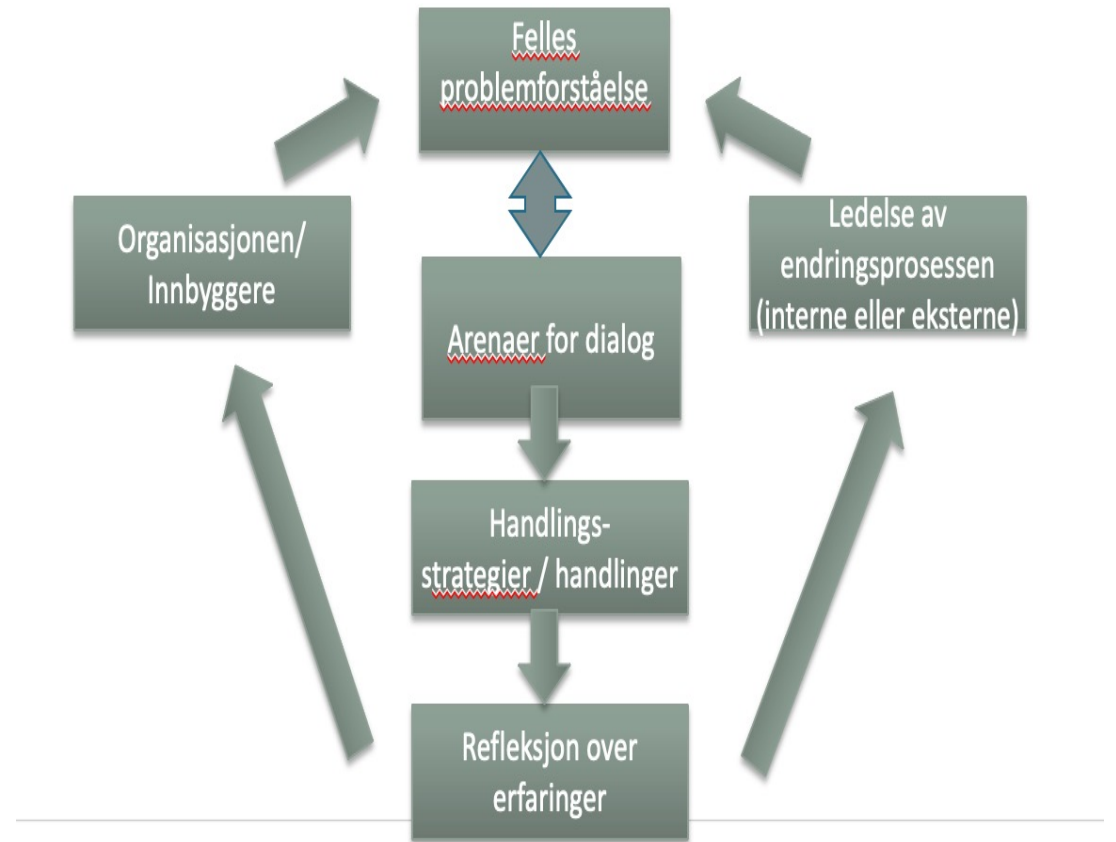 Felles
problemforståelse
Organisasjonen/
Innbyggere
Ledelse av
endringsprosessen
(interne eller eksterne)
Arenaer for dialog
Handlings-
strategier / handlinger
Refleksjon over
erfaringer